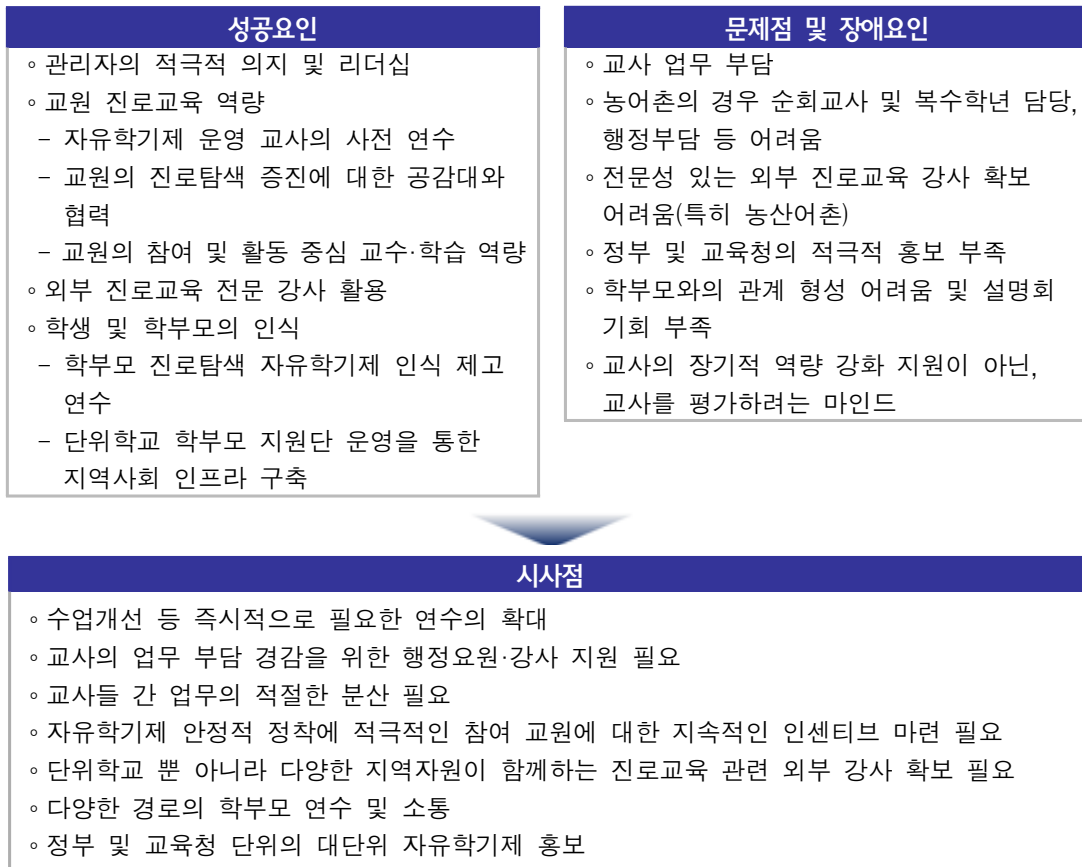 성공요인
◦관리자의 적극적 의지 및 리더십
◦교원 진로교육 역량
- 자유학기제 운영 교사의 사전 연수
- 교원의 진로탐색 증진에 대한 공감대와
협력
- 교원의 참여 및 활동 중심 교수·학습 역량
◦외부 진로교육 전문 강사 활용
◦학생 및 학부모의 인식
- 학부모 진로탐색 자유학기제 인식 제고
연수
- 단위학교 학부모 지원단 운영을 통한
지역사회 인프라 구축
문제점 및 장애요인
◦교사 업무 부담
◦농어촌의 경우 순회교사 및 복수학년 담당,
행정부담 등 어려움
◦전문성 있는 외부 진로교육 강사 확보
어려움(특히 농산어촌)
◦정부 및 교육청의 적극적 홍보 부족
◦학부모와의 관계 형성 어려움 및 설명회
기회 부족
◦교사의 장기적 역량 강화 지원이 아닌,
교사를 평가하려는 마인드
시사점
◦수업개선 등 즉시적으로 필요한 연수의 확대
◦교사의 업무 부담 경감을 위한 행정요원·강사 지원 필요
◦교사들 간 업무의 적절한 분산 필요
◦자유학기제 안정적 정착에 적극적인 참여 교원에 대한 지속적인 인센티브 마련 필요
◦단위학교 뿐 아니라 다양한 지역자원이 함께하는 진로교육 관련 외부 강사 확보 필요
◦다양한 경로의 학부모 연수 및 소통
◦정부 및 교육청 단위의 대단위 자유학기제 홍보